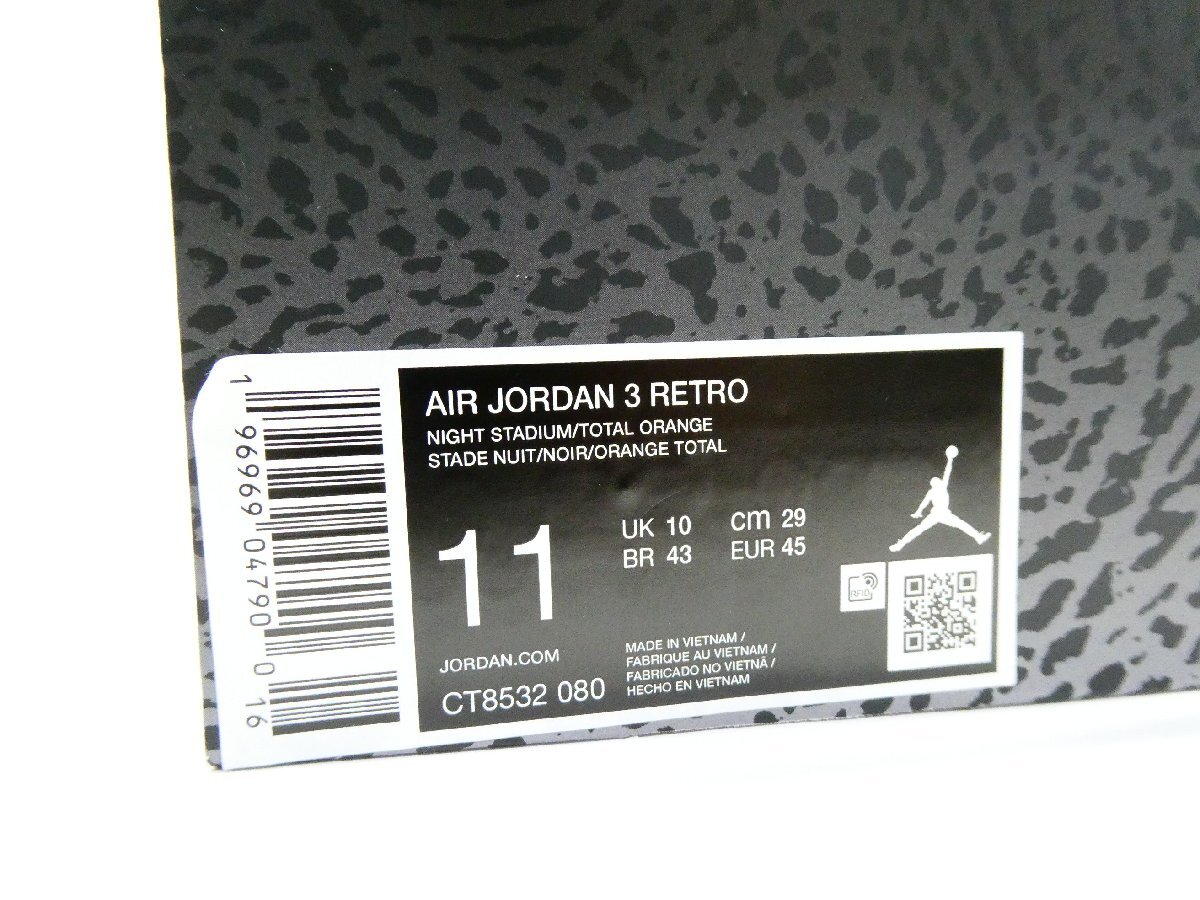 AIR JORDAN 3 RETRO
NIGHT STADIUM/TOTAL ORANGE
STADE NUIT/NOIR/ORANGE TOTAL
11
UK 10 cm 29
BR 43 EUR 45
RFID
JORDAN.COM
CT8532 080
MADE IN VIETNAM /
FABRIQUE AU VIETNAM /
FABRICADO NO VIETNÃ /
HECHO EN VIETNAM
1 96969 04790 0 16